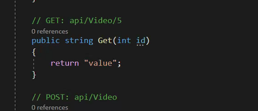 }
// GET: api/Video/5
0 references
public string Get(int id)
{
return "value";
}
// POST: api/Video
0 references